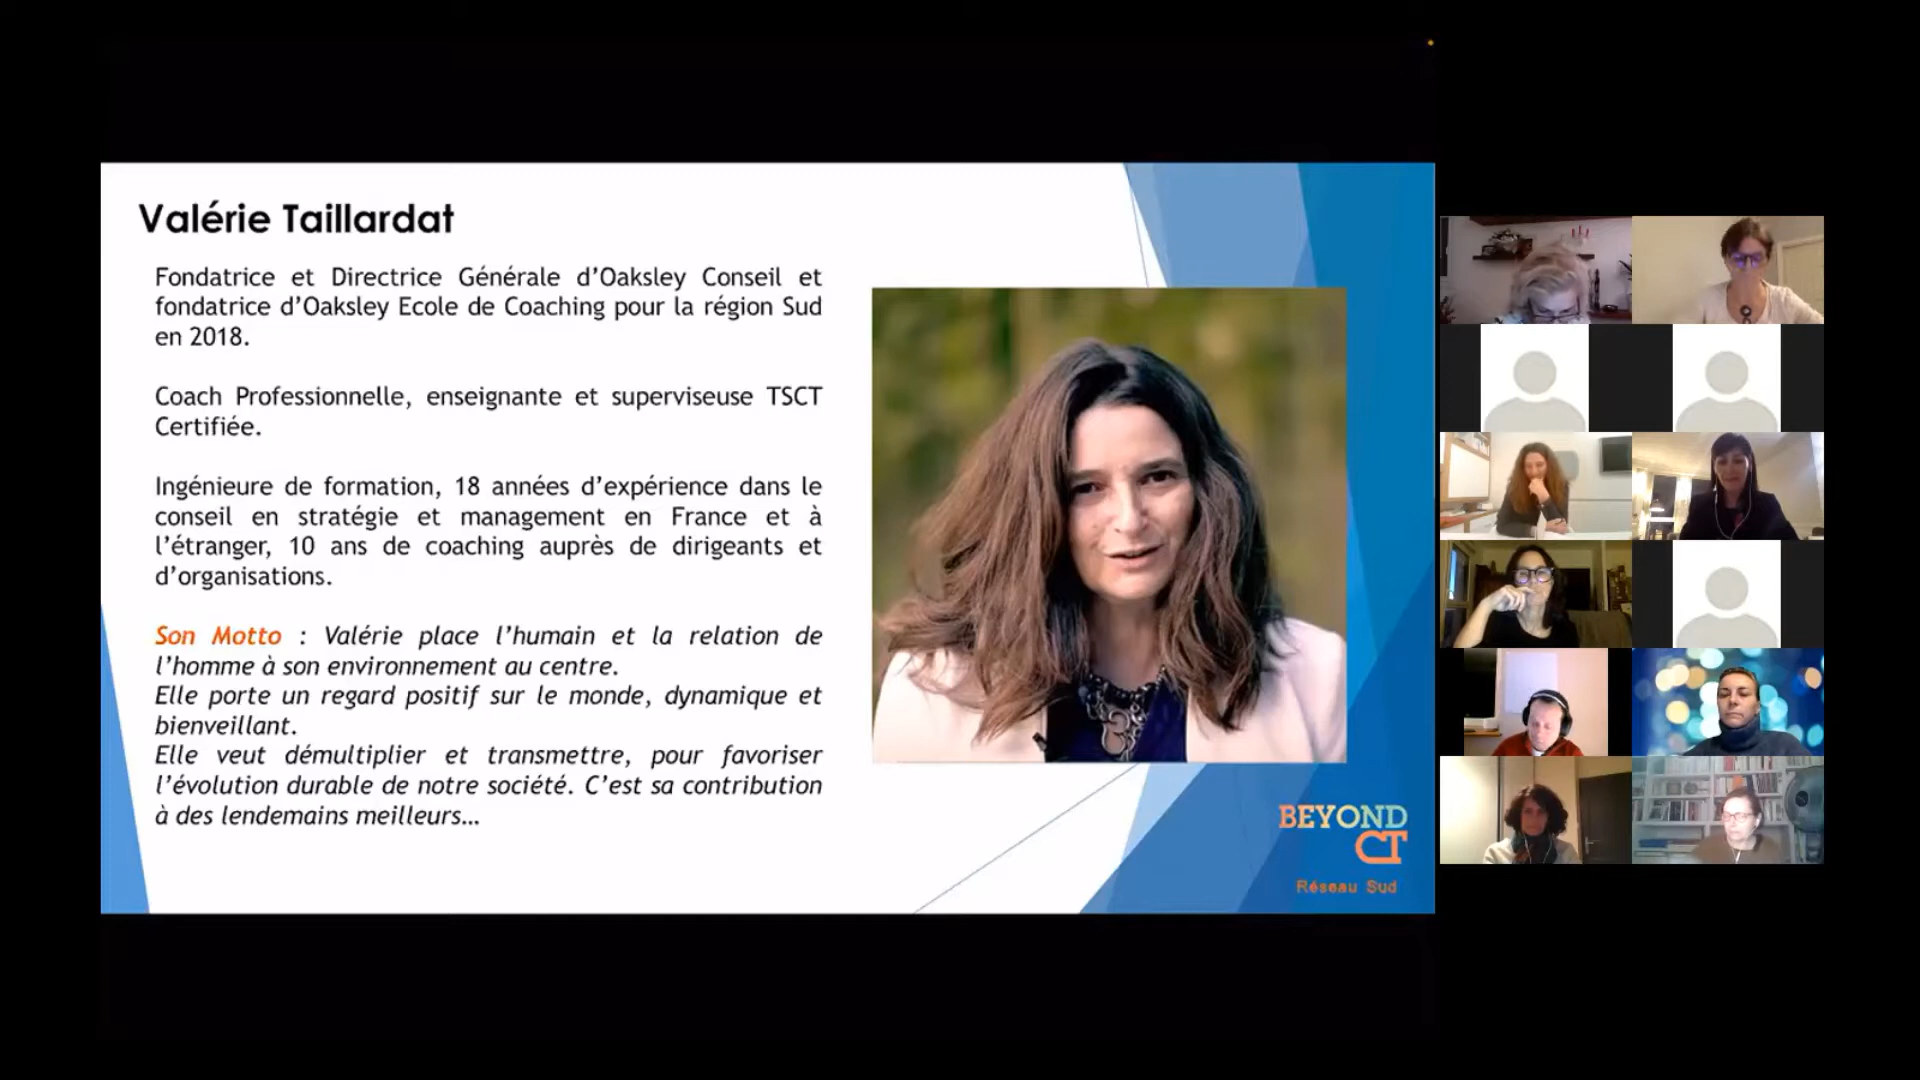 Valérie Taillardat
Fondatrice et Directrice Générale d’Oaksley Conseil et
fondatrice d’Oaksley Ecole de Coaching pour la région Sud
en 2018.
Coach Professionnelle, enseignante et superviseuse TSCT
Certifiée.
Ingénieure de formation, 18 années d’expérience dans le
conseil en stratégie et management en France et à
l’étranger, 10 ans de coaching auprès de dirigeants et
d’organisations.
Son Motto : Valérie place l’humain et la relation de
l’homme à son environnement au centre.
Elle porte un regard positif sur le monde, dynamique et
bienveillant.
Elle veut démultiplier et transmettre, pour favoriser
l’évolution durable de notre société. C’est sa contribution
à des lendemains meilleurs…
BEYOND
CT
Réseau Sud